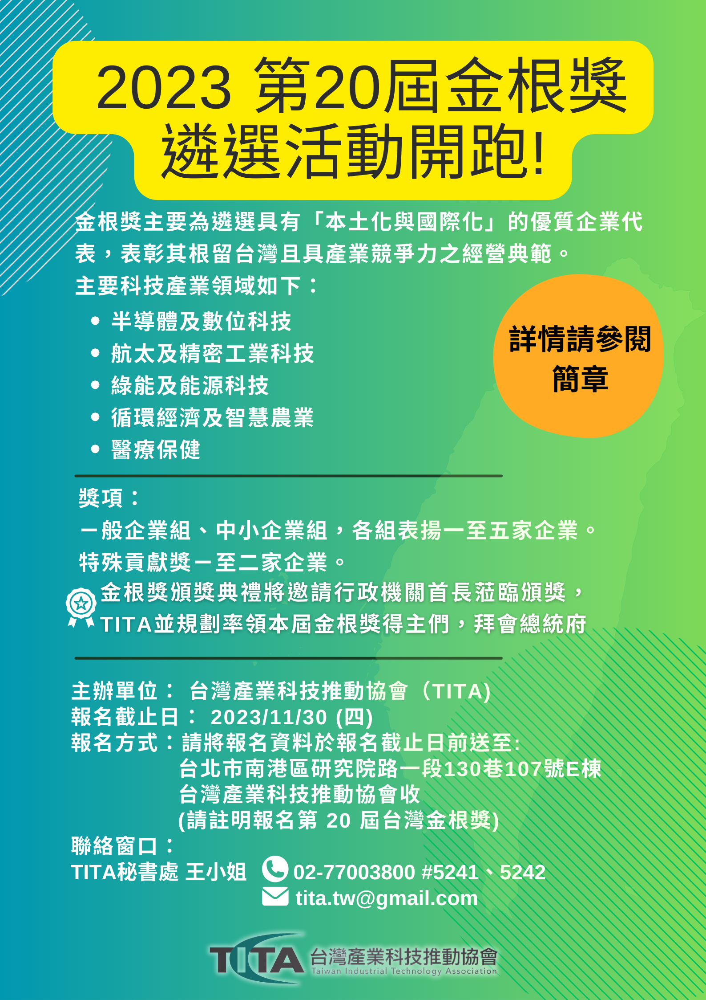 2023 第20屆金根獎
遴選活動開跑!
金根獎主要為遴選具有「本土化與國際化」的優質企業代
表，表彰其根留台灣且具產業競爭力之經營典範。
主要科技產業領域如下：
• 半導體及數位科技
• 航太及精密工業科技
• 綠能及能源科技
• 循環經濟及智慧農業
• 醫療保健
詳情請參閱
簡章
獎項：
ㄧ般企業組、中小企業組，各組表揚一至五家企業。
特殊貢獻獎ㄧ至二家企業。
金根獎頒獎典禮將邀請行政機關首長蒞臨頒獎，
TITA並規劃率領本屆金根獎得主們，拜會總統府
主辦單位： 台灣產業科技推動協會（TITA)
報名截止日： 2023/11/30 (四)
報名方式：請將報名資料於報名截止日前送至:
台北市南港區研究院路一段130巷107號E棟
台灣產業科技推動協會收
(請註明報名第 20 屆台灣金根獎)
聯絡窗口：
TITA秘書處 王小姐 02-77003800 #5241、5242
tita.tw@gmail.com
TITA 台灣產業科技推動協會
Taiwan Industrial Technology Association